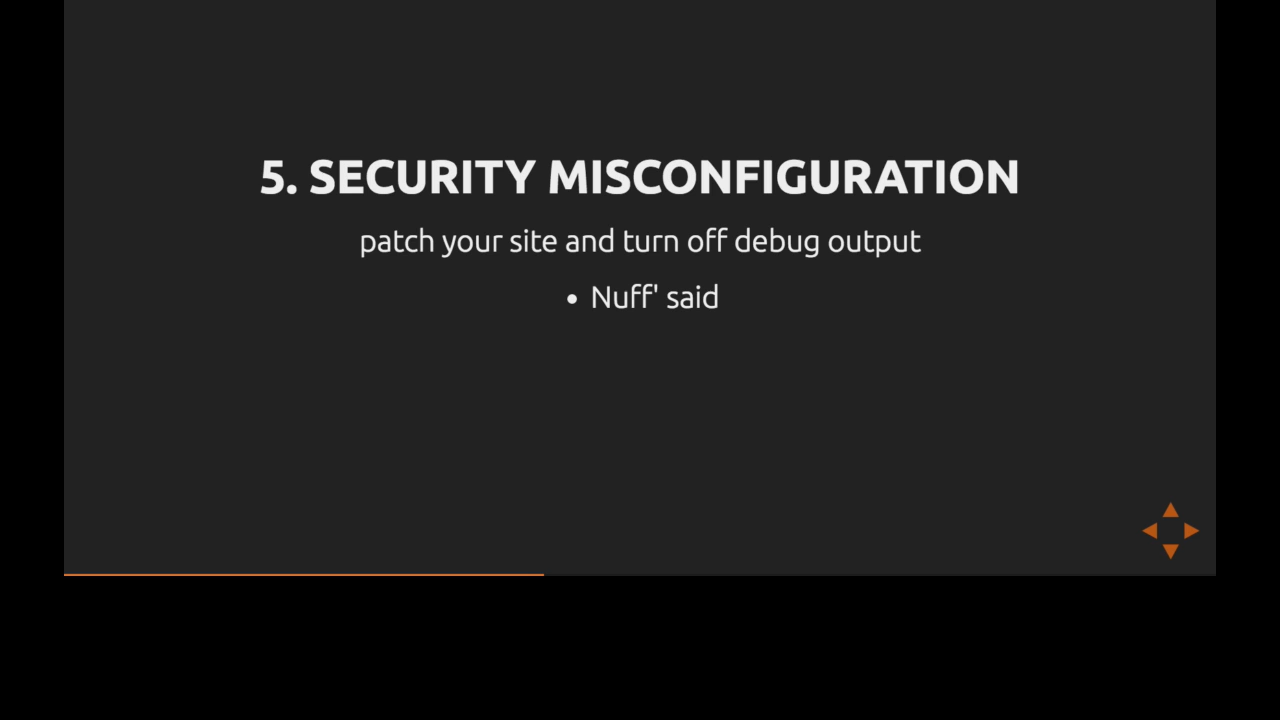 5. SECURITY MISCONFIGURATION
patch your site and turn off debug output
• Nuff' said